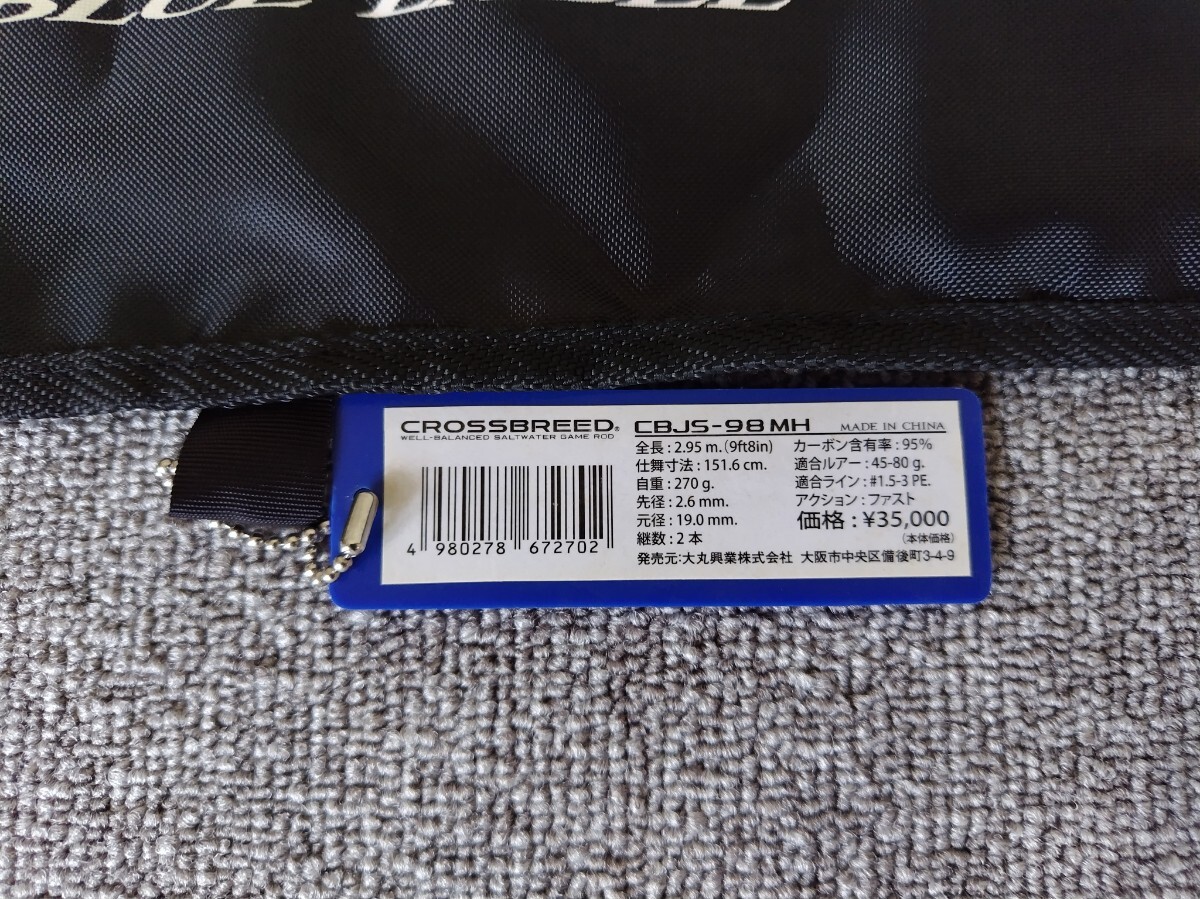 CROSSBREED® CBJS-98MH MADE IN CHINA
WELL-BALANCED SALTWATER GAME ROD
全長:2.95 m.(9ft8in)
仕舞寸法:151.6 cm.
自重:270 g.
先径:2.6 mm.
元径:19.0 mm.
継数:2 本
カーボン含有率:95%
適合ルアー:45-80 g.
適合ライン:#1.5-3 PE.
アクション:ファスト
価格:¥35,000
(本体価格)
発売元:大丸興業株式会社 大阪市中央区備後町3-4-9
4 980278 672702